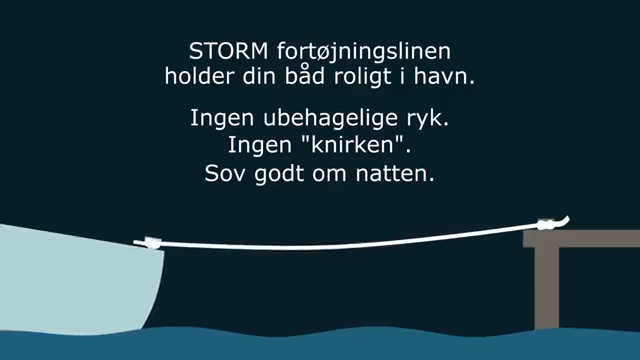 STORM fortøjningslinen
holder din båd roligt i havn.
Ingen ubehagelige ryk.
Ingen "knirken".
Sov godt om natten.